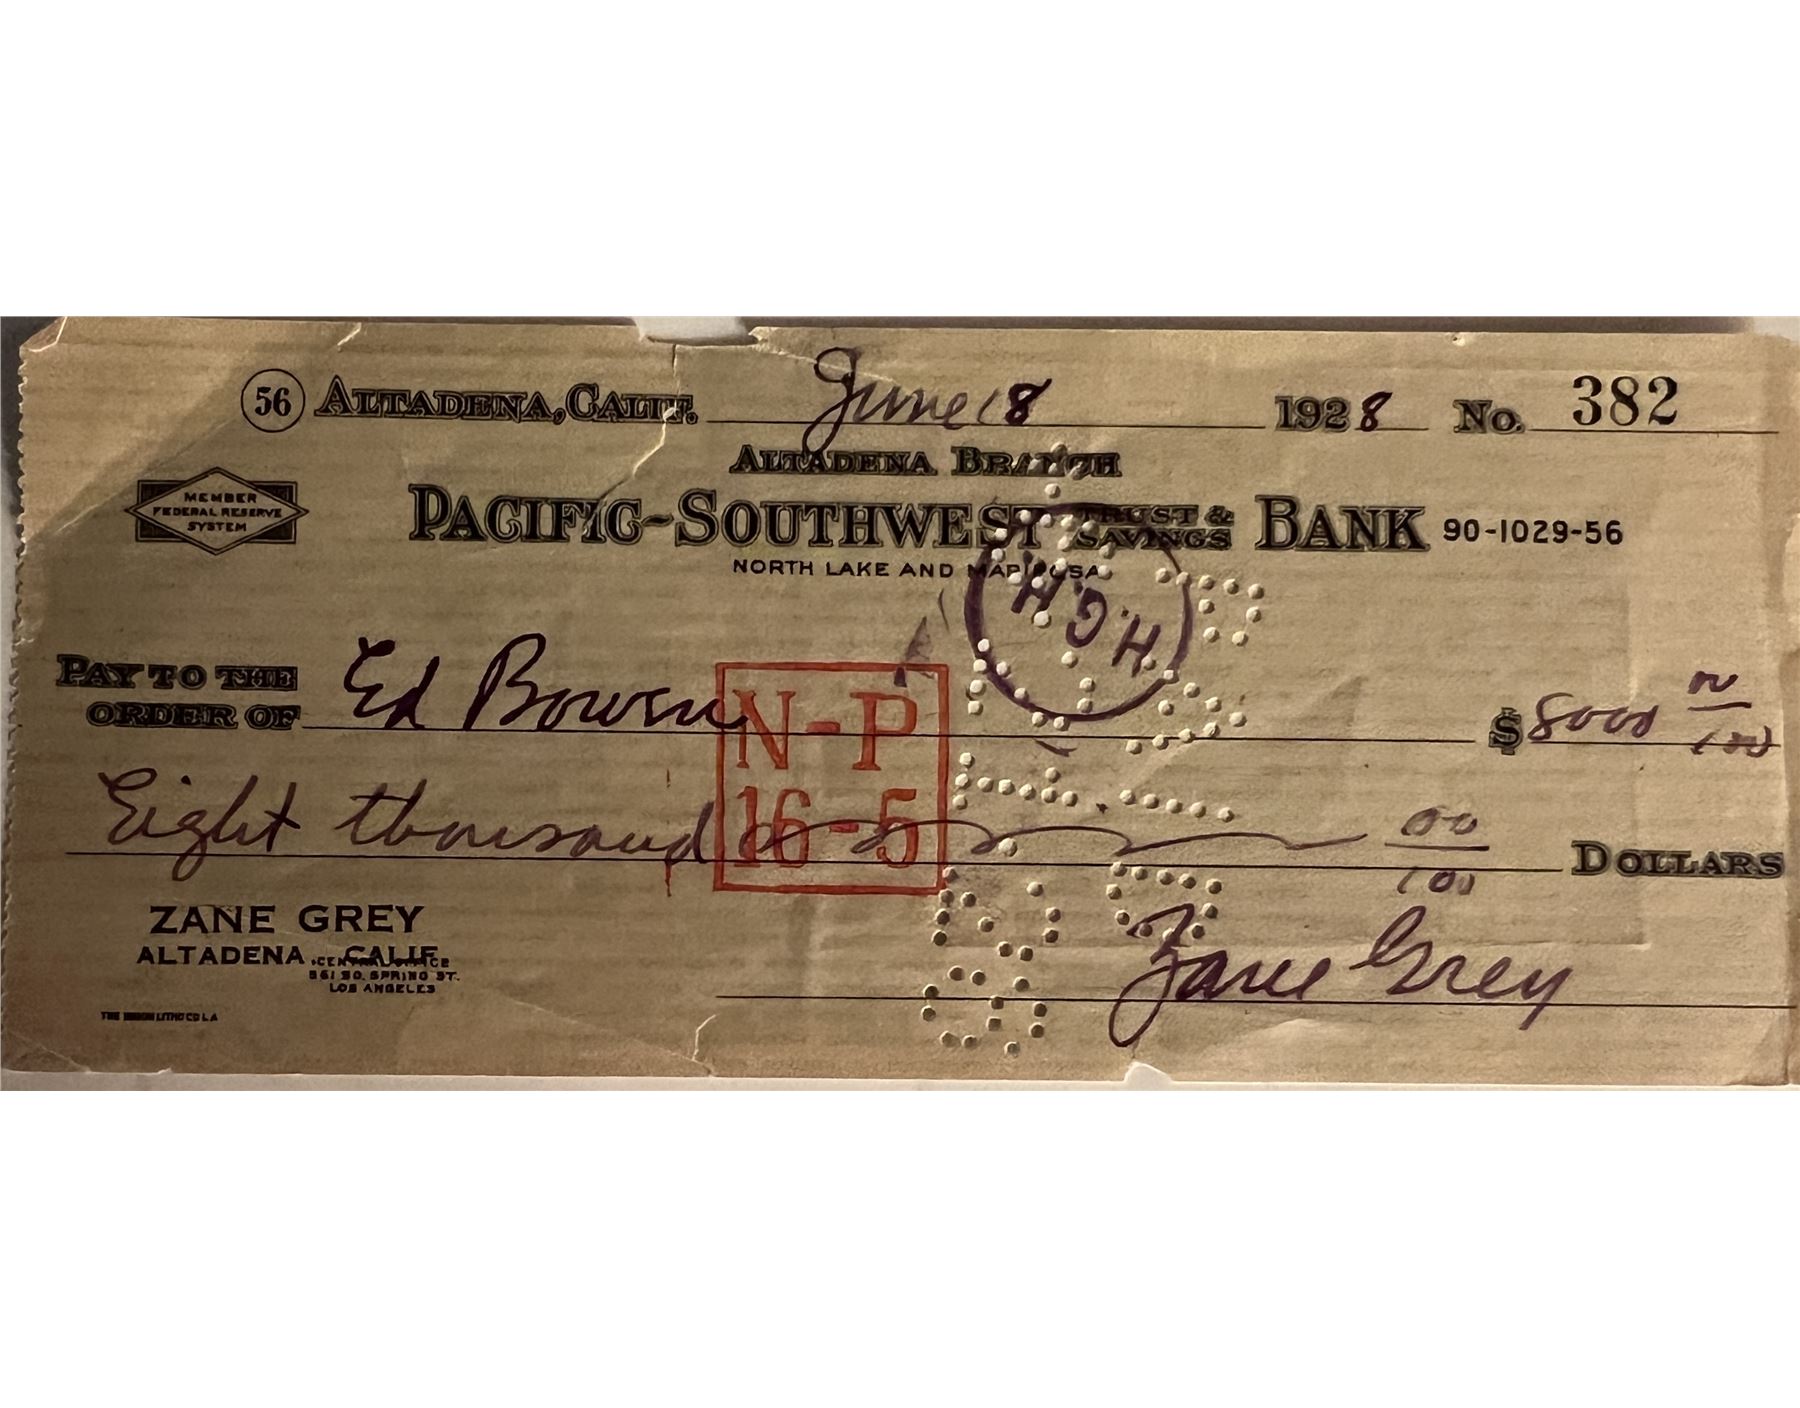 56 ALTADENA, CALIF. June 18 1928 No. 382
ALTADENA BRANCH
MEMBER
FEDERAL RESERVE
SYSTEM
PACIFIC-SOUTHWEST TRUST & SAVINGS BANK 90-1029-56
NORTH LAKE AND MARIPOSA
H.G.H.
PAY TO THE
ORDER OF Ed Bowen $8000 00/100
N-P
16-5
Eight thousand 00/100 DOLLARS
ZANE GREY
ALTADENA, CALIF.
CENTRAL OFFICE
561 SO. SPRING ST.
LOS ANGELES
Zane Grey